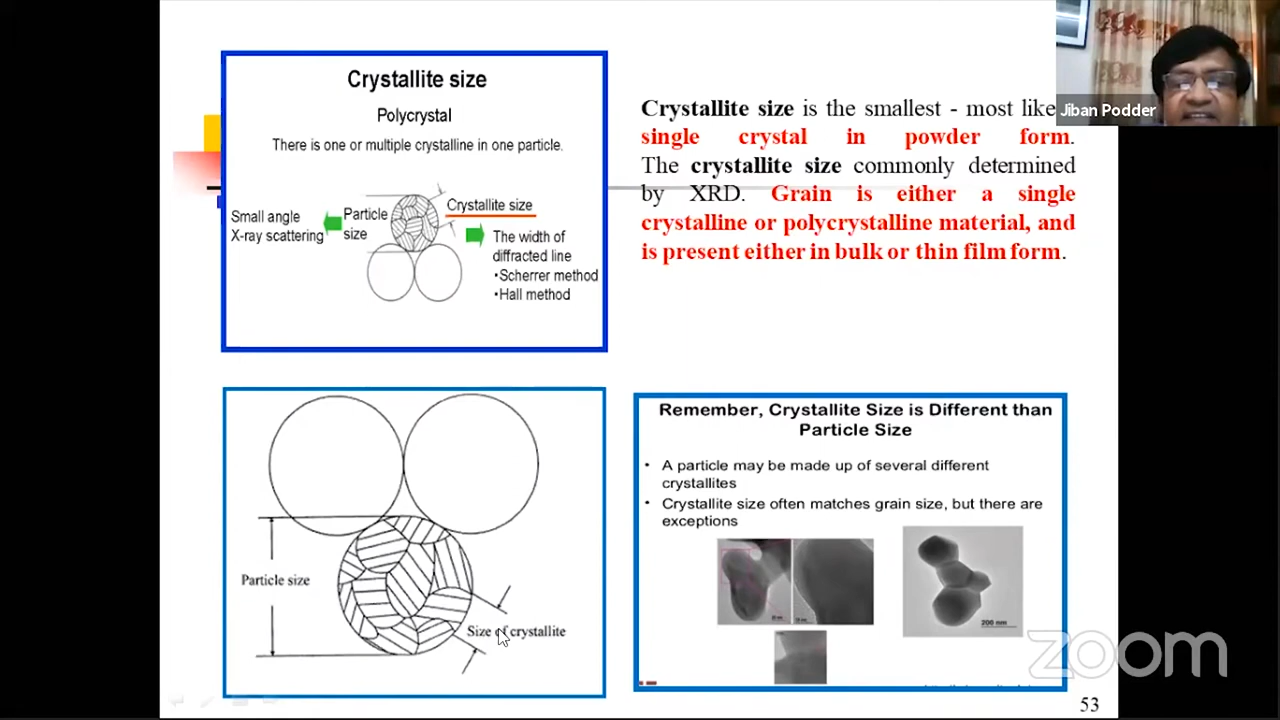 Crystallite size
Polycrystal
There is one or multiple crystalline in one particle.
Small angle
X-ray scattering
Particle
size
Crystallite size
The width of
diffracted line
•Scherrer method
•Hall method
Crystallite size is the smallest - most like
single crystal in powder form.
The crystallite size commonly determined
by XRD. Grain is either a single
crystalline or polycrystalline material, and
is present either in bulk or thin film form.
Jiban Podder
Particle size
Size of crystallite
Remember, Crystallite Size is Different than
Particle Size
• A particle may be made up of several different
crystallites
• Crystallite size often matches grain size, but there are
exceptions
200 nm
zoom
53